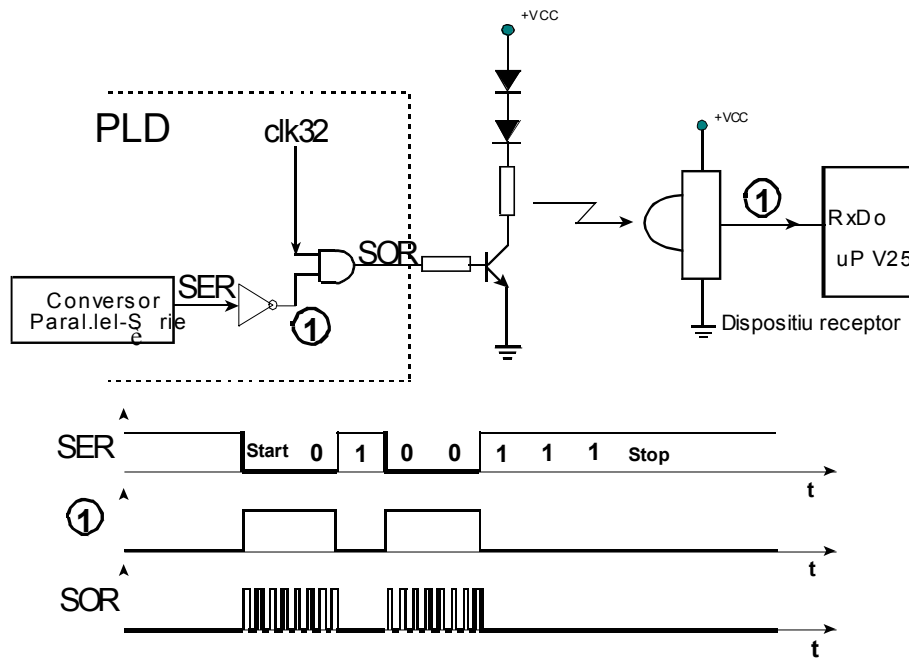 +VCC
PLD
clk32
+VCC
SER
SOR
1
1
RxDo
uP V25
Conversor
Paral.lel-Sèrie
Dispositiu receptor
SER
Start 0 1 0 0 1 1 1 Stop
t
1
t
SOR
t